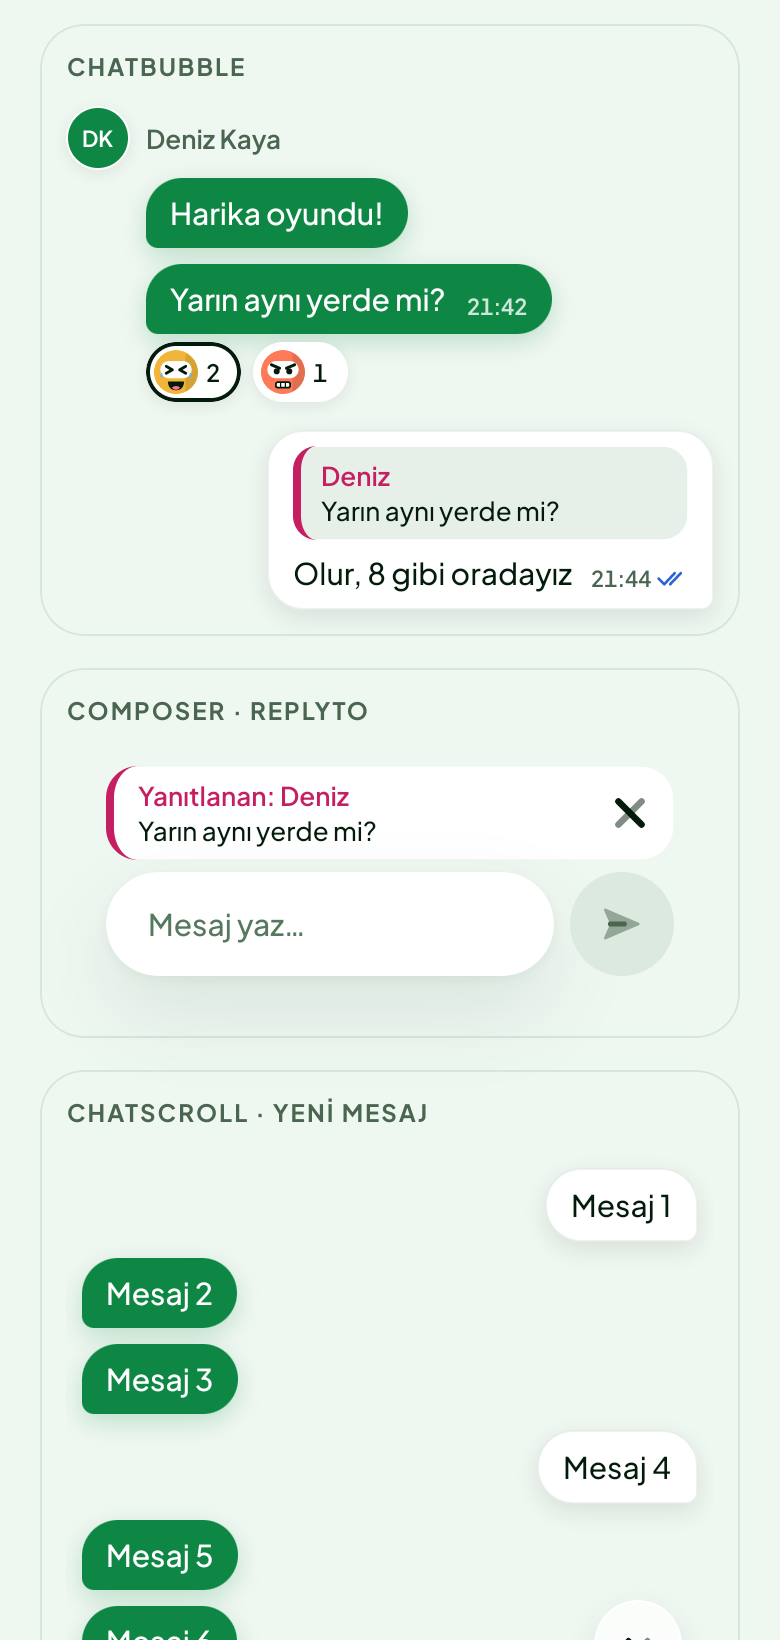 CHATBUBBLE
DK
Deniz Kaya
Harika oyundu!
Yarın aynı yerde mi? 21:42
2
1
Deniz
Yarın aynı yerde mi?
Olur, 8 gibi oradayız 21:44
COMPOSER · REPLYTO
Yanıtlanan: Deniz
Yarın aynı yerde mi?
Mesaj yaz...
CHATSCROLL · YENİ MESAJ
Mesaj 1
Mesaj 2
Mesaj 3
Mesaj 4
Mesaj 5
Mesaj 6